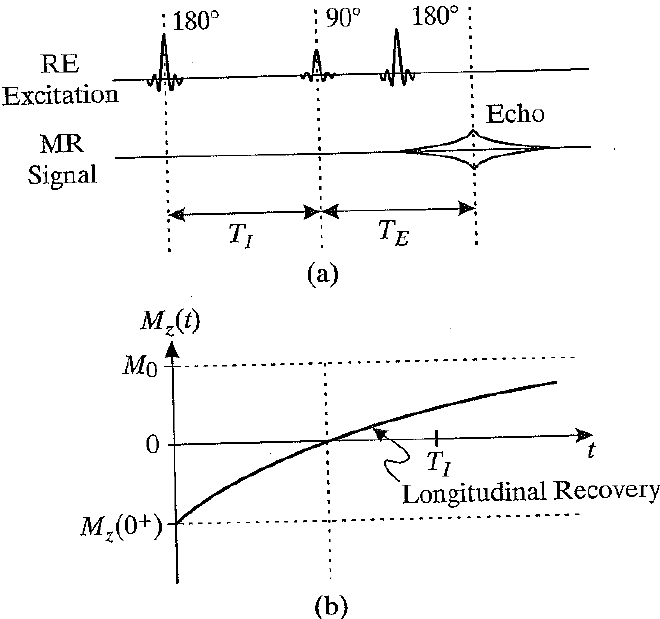 180° 90° 180°
RE
Excitation
Echo
MR
Signal
T_I T_E
(a)
M_z(t)
M_0
0
T_I t
Longitudinal Recovery
M_z(0⁺)
(b)